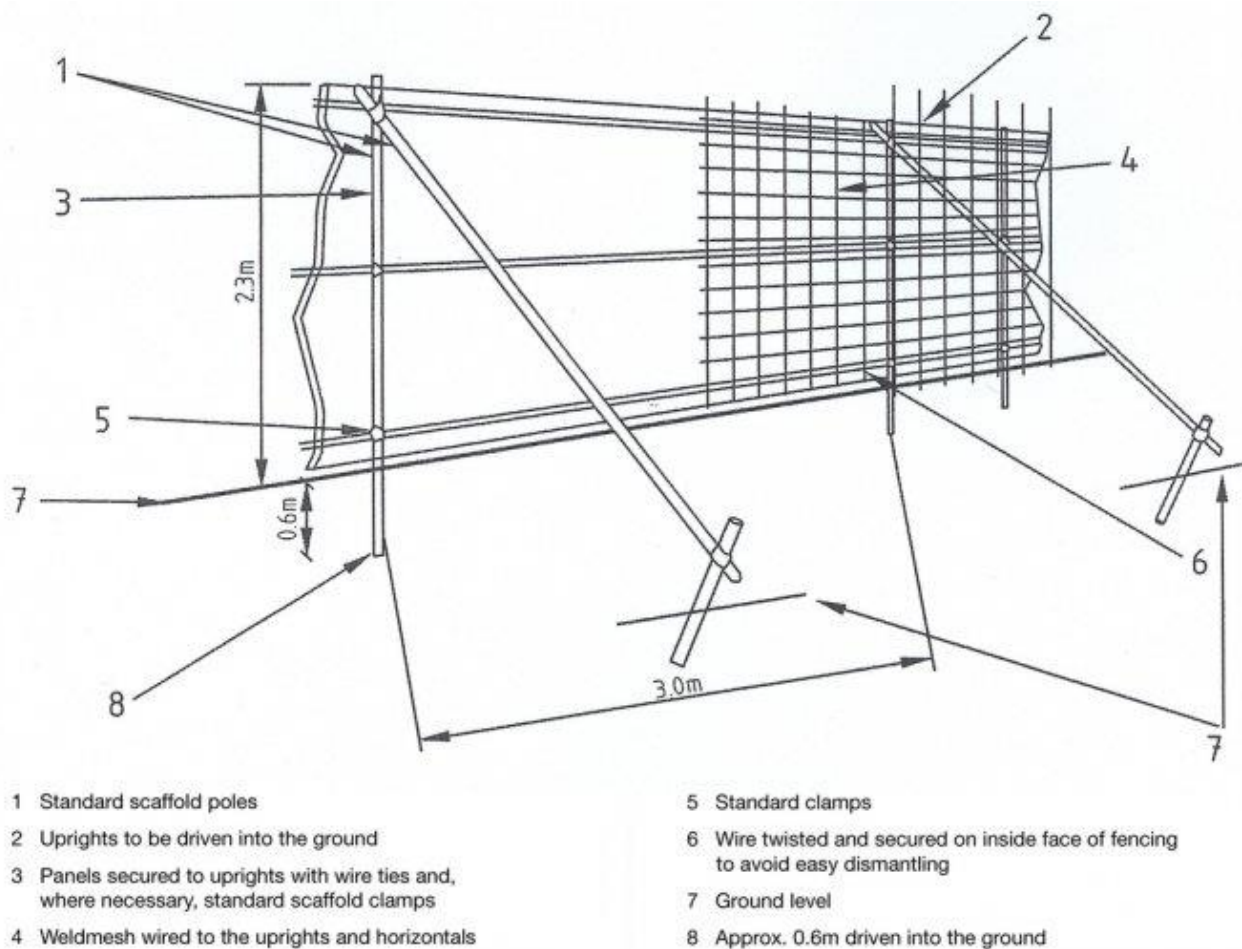 2
1
4
3
2.3m
5
7
0.6m
6
8
3.0m
7
1 Standard scaffold poles
2 Uprights to be driven into the ground
3 Panels secured to uprights with wire ties and,
where necessary, standard scaffold clamps
4 Weldmesh wired to the uprights and horizontals
5 Standard clamps
6 Wire twisted and secured on inside face of fencing
to avoid easy dismantling
7 Ground level
8 Approx. 0.6m driven into the ground